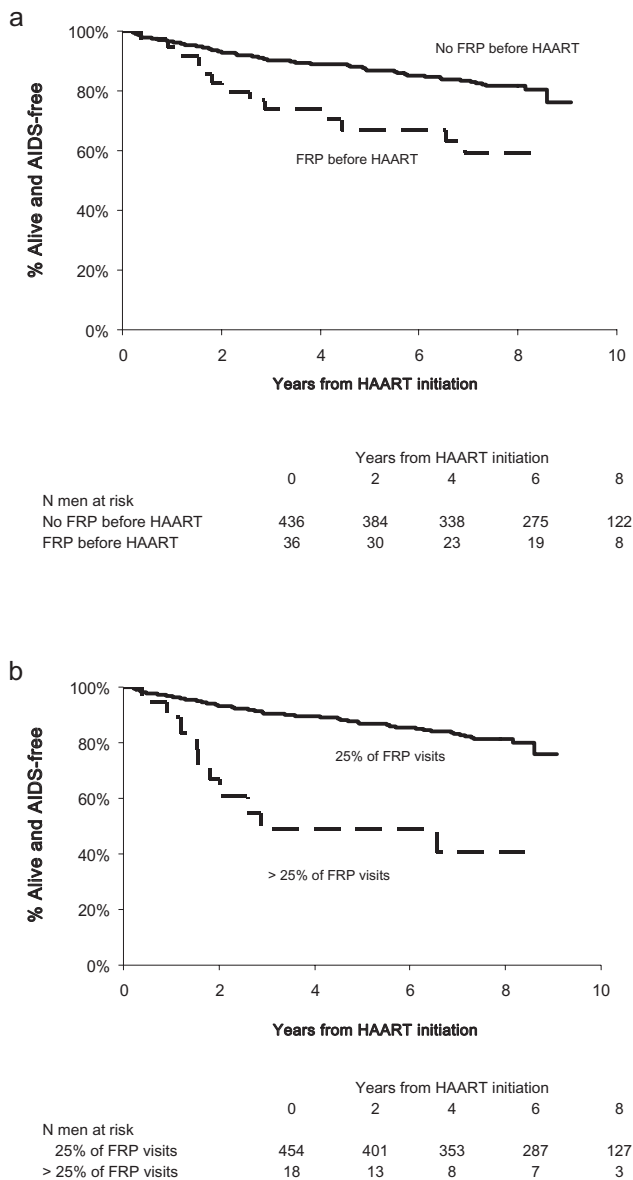 a
100%
80%
60%
40%
20%
0%
% Alive and AIDS-free
No FRP before HAART
FRP before HAART
0 2 4 6 8 10
Years from HAART initiation
Years from HAART initiation
0 2 4 6 8
N men at risk
No FRP before HAART 436 384 338 275 122
FRP before HAART 36 30 23 19 8
b
100%
80%
60%
40%
20%
0%
% Alive and AIDS-free
25% of FRP visits
> 25% of FRP visits
0 2 4 6 8 10
Years from HAART initiation
Years from HAART initiation
0 2 4 6 8
N men at risk
25% of FRP visits 454 401 353 287 127
> 25% of FRP visits 18 13 8 7 3